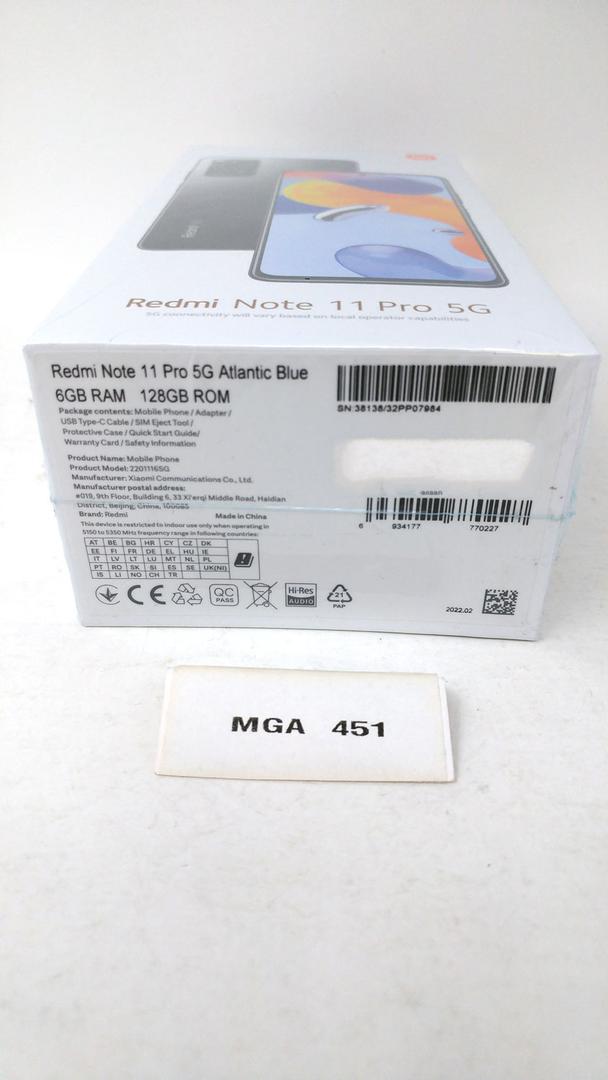 Redmi Note 11 Pro 5G
5G connectivity will vary based on local operator capabilities
Redmi Note 11 Pro 5G Atlantic Blue
6GB RAM 128GB ROM
Package contents: Mobile Phone / Adapter /
USB Type-C Cable / SIM Eject Tool /
Protective Case / Quick Start Guide/
Warranty Card / Safety Information
Product Name: Mobile Phone
Product Model: 2201116SG
Manufacturer: Xiaomi Communications Co., Ltd.
Manufacturer postal address:
#019, 9th Floor, Building 6, 33 Xi'erqi Middle Road, Haidian
District, Beijing, China, 100085
Brand: Redmi Made in China
This device is restricted to indoor use only when operating in
5150 to 5350 MHz frequency range in following countries:
AT BE BG HR CY CZ DK
EE FI FR DE EL HU IE
IT LV LT LU MT NL PL
PT RO SK SI ES SE UK(NI)
IS LI NO CH TR
CE
QC
PASS
Hi-Res
AUDIO
21
PAP
SN:38138/32PP07984
6 934177 770227
2022.02
MGA 451